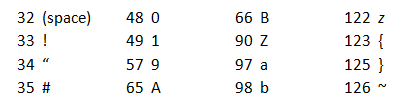 32 (space) 48 0 66 B 122 z
33 ! 49 1 90 Z 123 {
34 “ 57 9 97 a 125 }
35 # 65 A 98 b 126 ~